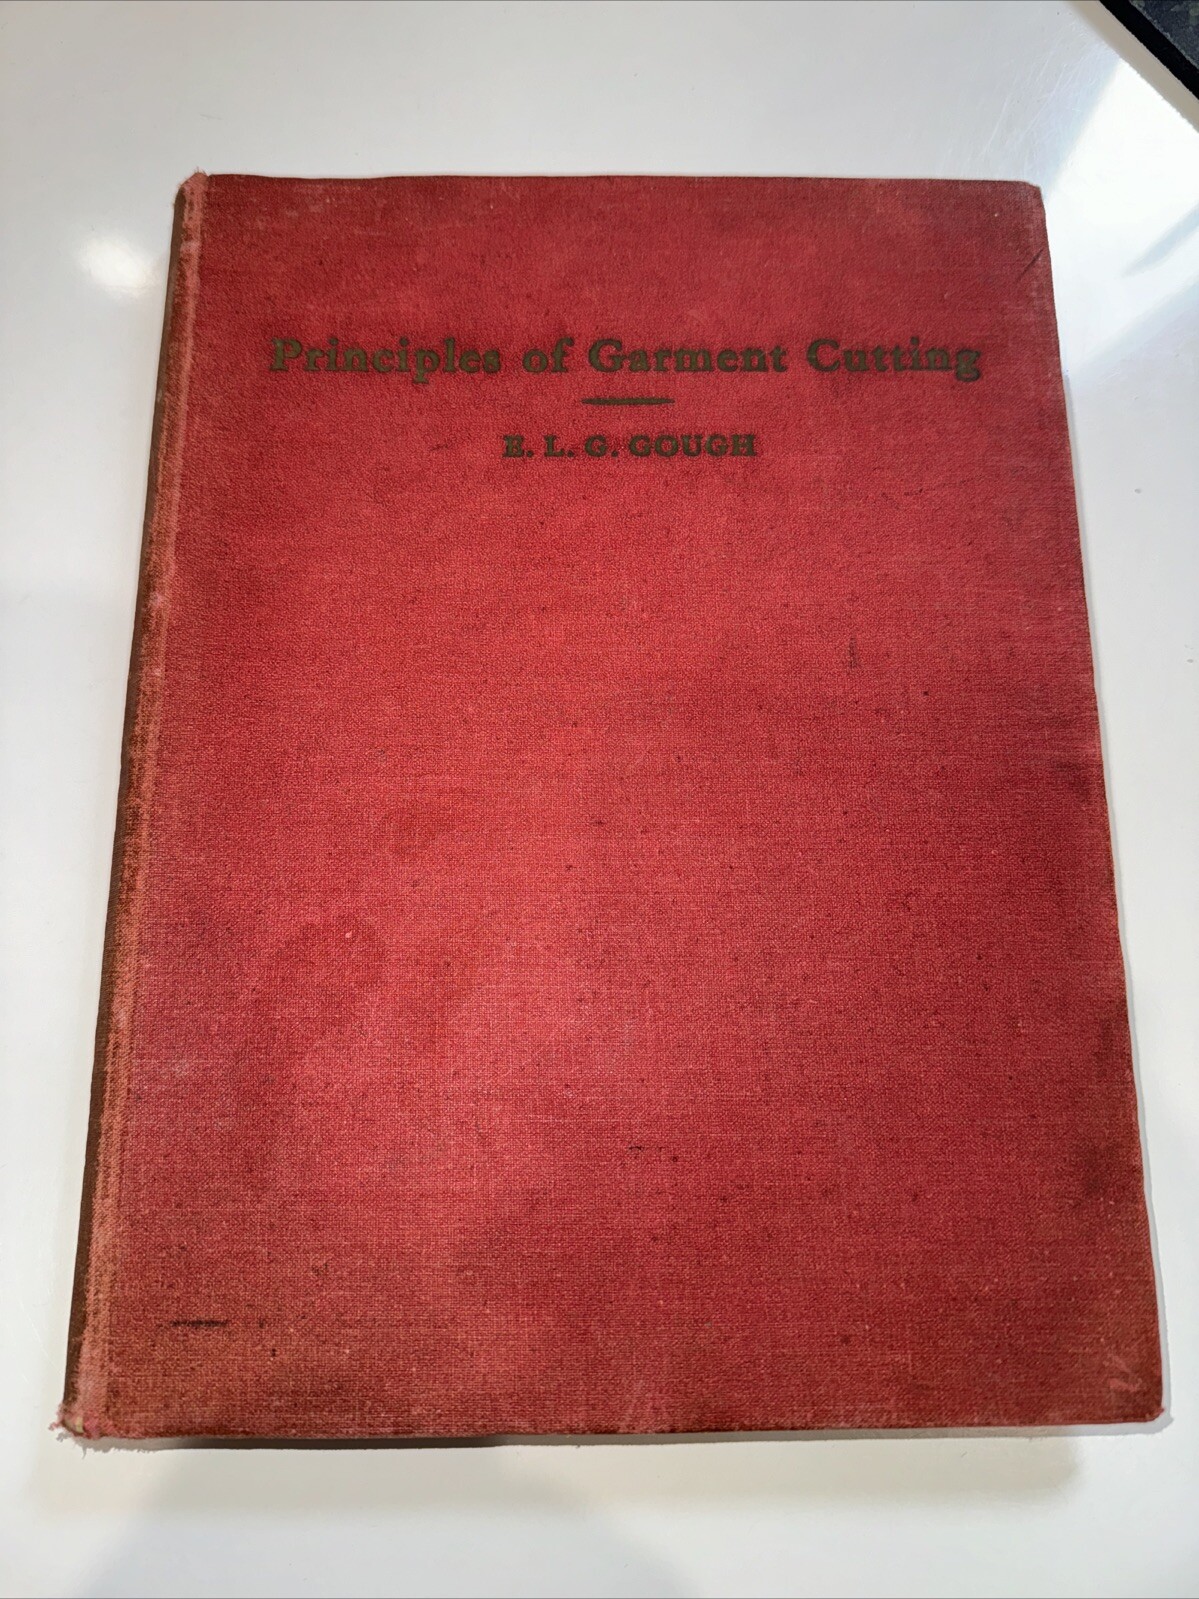 Principles of Garment Cutting
E. L. G. GOUGH